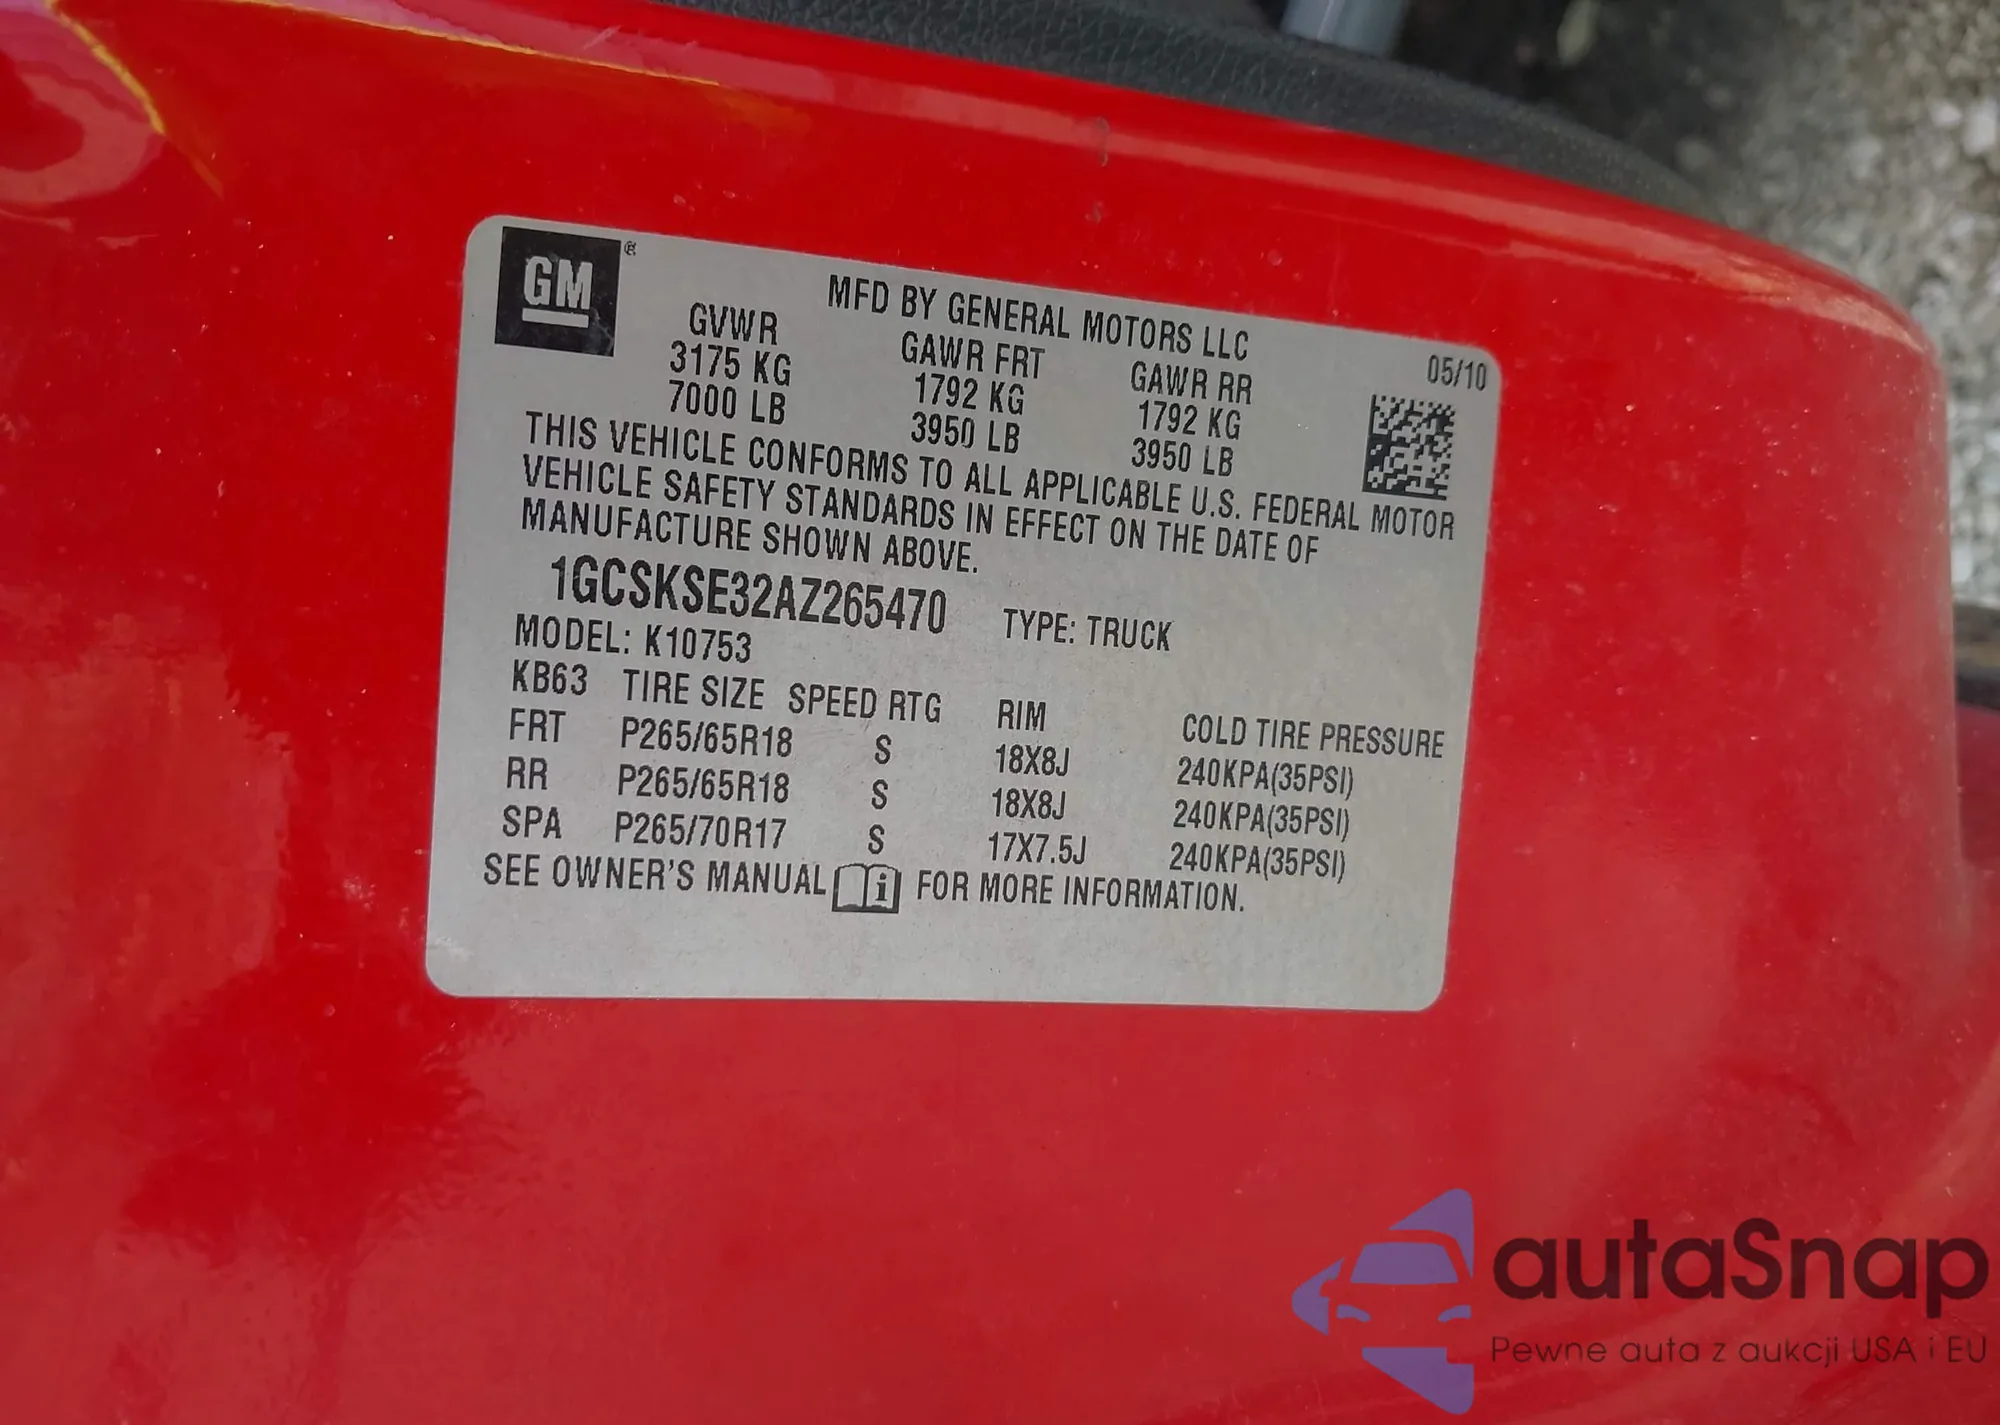 GM ®
MFD BY GENERAL MOTORS LLC
05/10
GVWR GAWR FRT GAWR RR
3175 KG 1792 KG 1792 KG
7000 LB 3950 LB 3950 LB
THIS VEHICLE CONFORMS TO ALL APPLICABLE U.S. FEDERAL MOTOR
VEHICLE SAFETY STANDARDS IN EFFECT ON THE DATE OF
MANUFACTURE SHOWN ABOVE.
1GCSKSE32AZ265470 TYPE: TRUCK
MODEL: K10753
KB63 TIRE SIZE SPEED RTG RIM COLD TIRE PRESSURE
FRT P265/65R18 S 18X8J 240KPA(35PSI)
RR P265/65R18 S 18X8J 240KPA(35PSI)
SPA P265/70R17 S 17X7.5J 240KPA(35PSI)
SEE OWNER'S MANUAL i FOR MORE INFORMATION.
autaSnap
Pewne auta z aukcji USA i EU